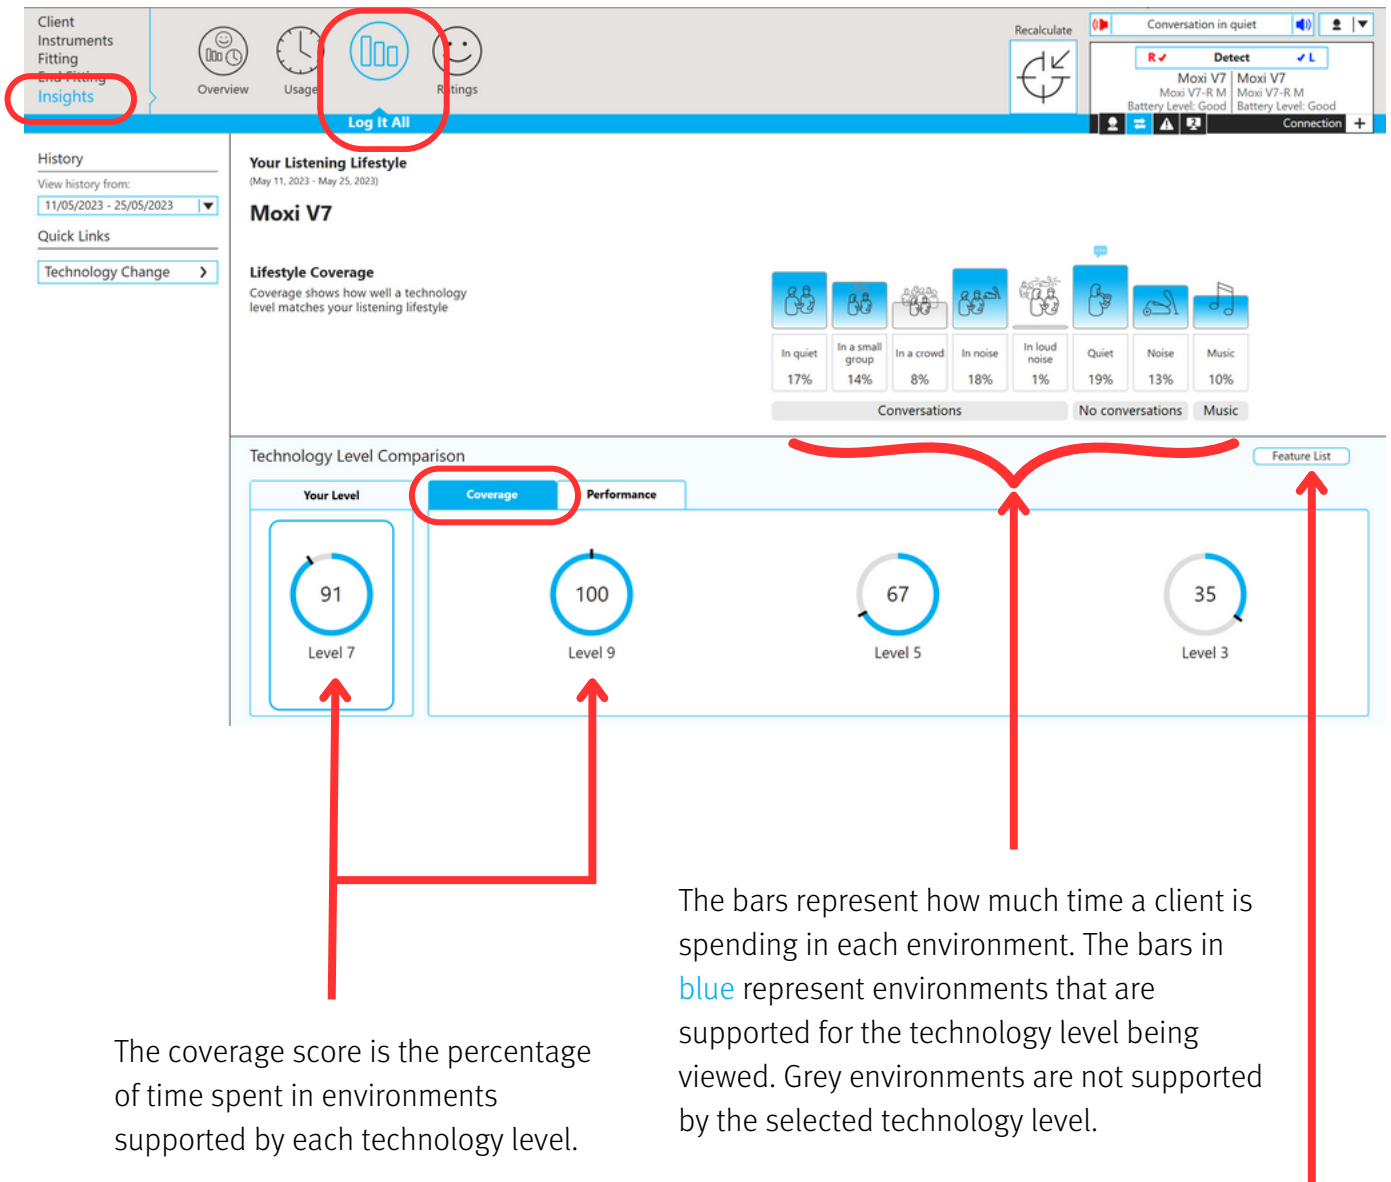 Client
Instruments
Fitting
End Fitting
Insights
Overview
Usage
Log It All
Ratings
Recalculate
Conversation in quiet
R Detect L
Moxi V7 Moxi V7
Moxi V7-R M Moxi V7-R M
Battery Level: Good Battery Level: Good
Connection +
History
View history from:
11/05/2023 - 25/05/2023
Quick Links
Technology Change
Your Listening Lifestyle
(May 11, 2023 - May 25, 2023)
Moxi V7
Lifestyle Coverage
Coverage shows how well a technology
level matches your listening lifestyle
In quiet
17%
In a small
group
14%
In a crowd
8%
In noise
18%
In loud
noise
1%
Quiet
19%
Noise
13%
Music
10%
Conversations
No conversations
Music
Technology Level Comparison
Feature List
Your Level
Coverage
Performance
91
Level 7
100
Level 9
67
Level 5
35
Level 3
The coverage score is the percentage
of time spent in environments
supported by each technology level.
The bars represent how much time a client is
spending in each environment. The bars in
blue represent environments that are
supported for the technology level being
viewed. Grey environments are not supported
by the selected technology level.